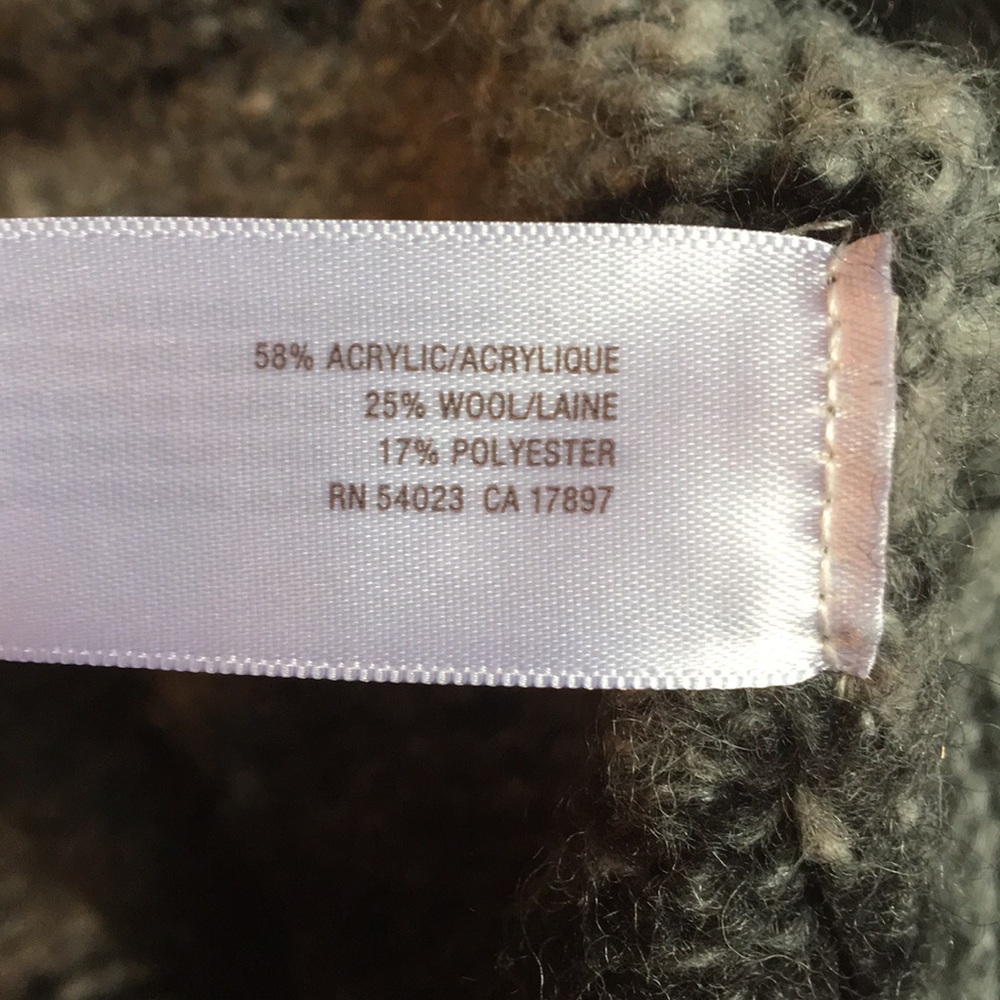 58% ACRYLIC/ACRYLIQUE
25% WOOL/LAINE
17% POLYESTER
RN 54023 CA 17897